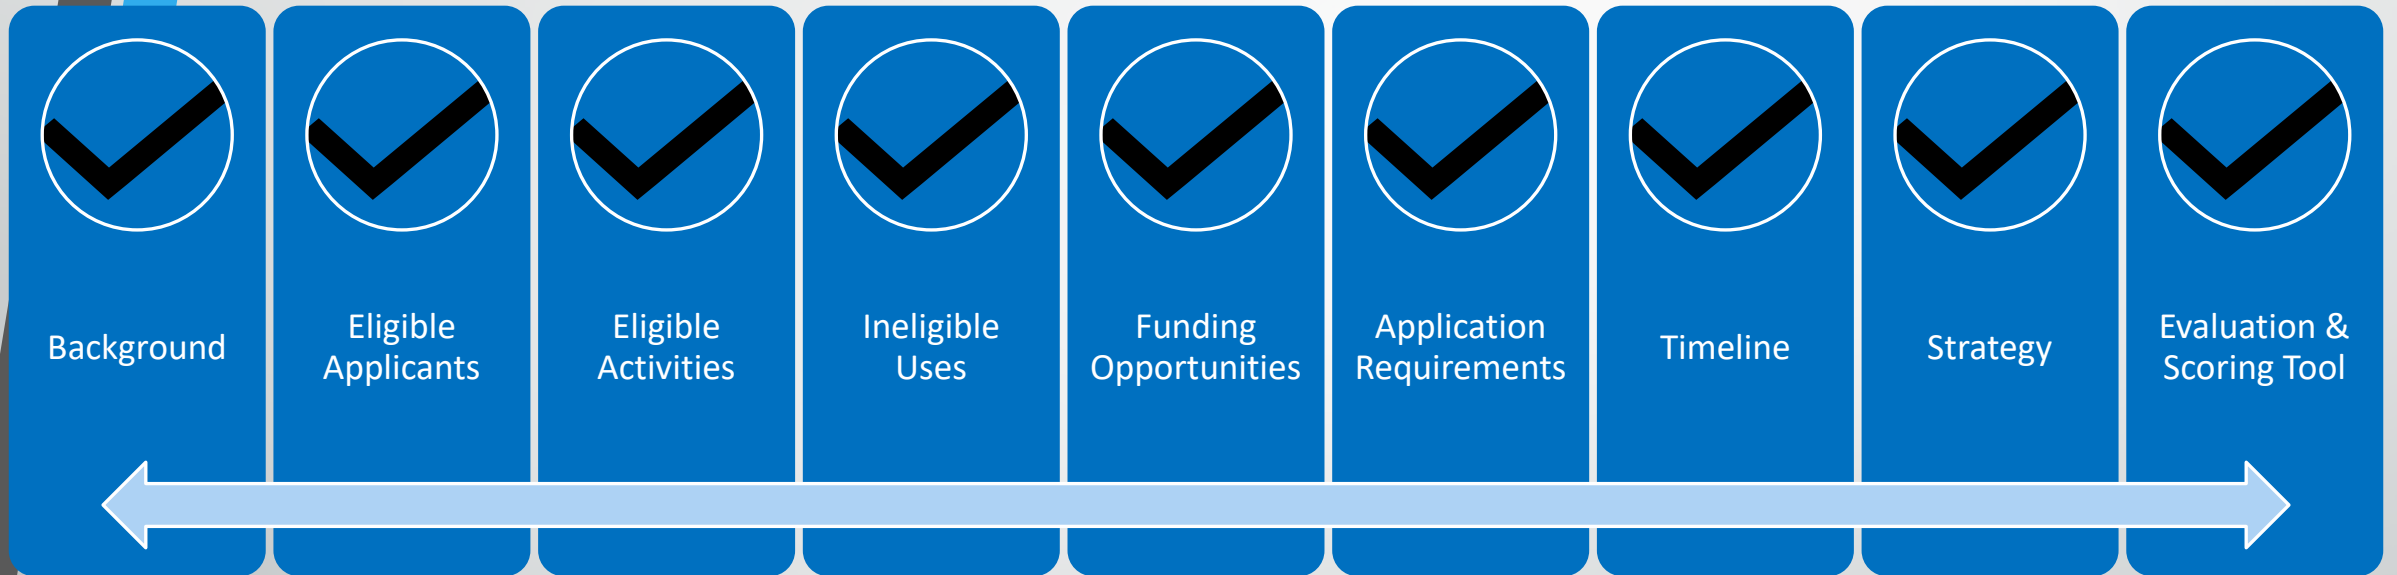 Background
Eligible
Applicants
Eligible
Activities
Ineligible
Uses
Funding
Opportunities
Application
Requirements
Timeline
Strategy
Evaluation &
Scoring Tool